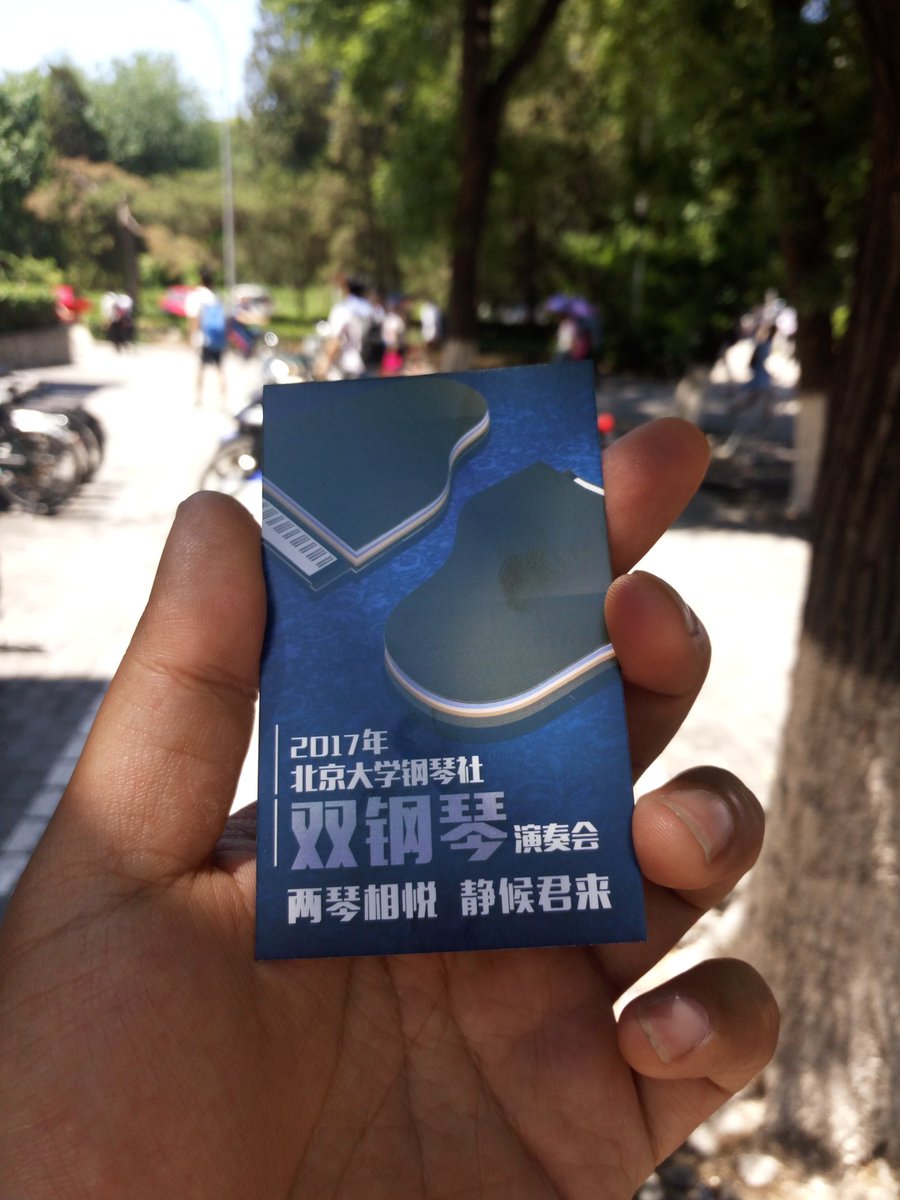 2017年
北京大学钢琴社
双钢琴演奏会
两琴相悦 静候君来